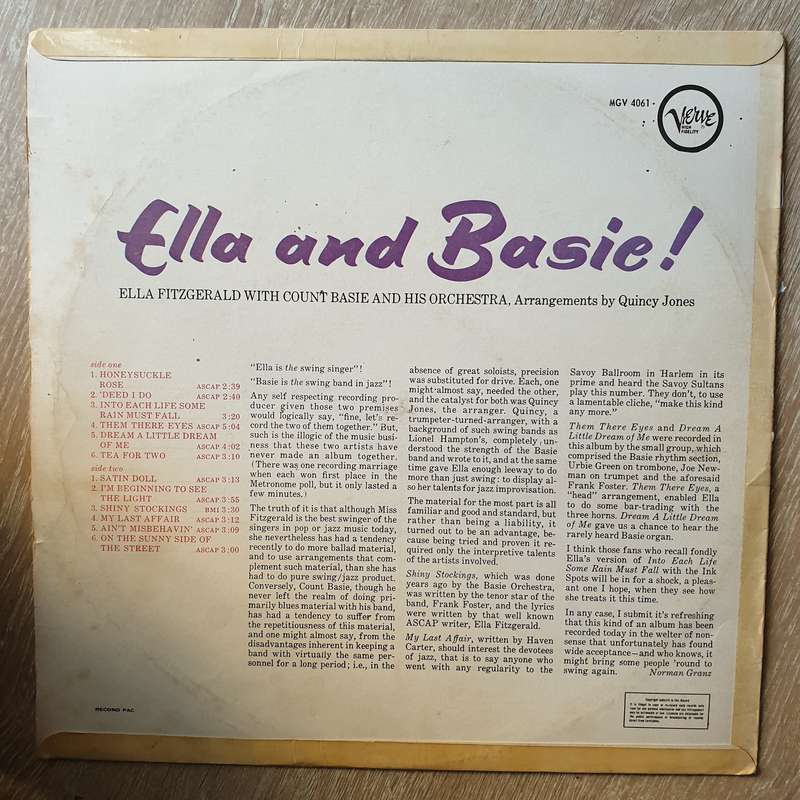 MGV 4061
Verve
HIGH
FIDELITY
Ella and Basie!
ELLA FITZGERALD WITH COUNT BASIE AND HIS ORCHESTRA, Arrangements by Quincy Jones
side one
1. HONEYSUCKLE
ROSE ASCAP 2:39
2. 'DEED I DO ASCAP 2:40
3. INTO EACH LIFE SOME
RAIN MUST FALL 3:20
4. THEM THERE EYES ASCAP 5:04
5. DREAM A LITTLE DREAM
OF ME ASCAP 4:02
6. TEA FOR TWO ASCAP 3:10
side two
1. SATIN DOLL ASCAP 3:13
2. I'M BEGINNING TO SEE
THE LIGHT ASCAP 3:55
3. SHINY STOCKINGS BMI 3:30
4. MY LAST AFFAIR ASCAP 3:12
5. AIN'T MISBEHAVIN' ASCAP 3:09
6. ON THE SUNNY SIDE OF
THE STREET ASCAP 3:00
"Ella is the swing singer"!
"Basie is the swing band in jazz"!
Any self respecting recording pro-
ducer given those two premises
would logically say, "fine, let's re-
cord the two of them together." But,
such is the illogic of the music busi-
ness that these two artists have
never made an album together.
(There was one recording marriage
when each won first place in the
Metronome poll, but it only lasted a
few minutes.)
The truth of it is that although Miss
Fitzgerald is the best swinger of the
singers in pop or jazz music today,
she nevertheless has had a tendency
recently to do more ballad material,
and to use arrangements that com-
plement such material, than she has
had to do pure swing/jazz product.
Conversely, Count Basie, though he
never left the realm of doing pri-
marily blues material with his band,
has had a tendency to suffer from
the repetitiousness of this material,
and one might almost say, from the
disadvantages inherent in keeping a
band with virtually the same per-
sonnel for a long period; i.e., in the
absence of great soloists, precision
was substituted for drive. Each, one
might almost say, needed the other,
and the catalyst for both was Quincy
Jones, the arranger. Quincy, a
trumpeter-turned-arranger, with a
background of such swing bands as
Lionel Hampton's, completely un-
derstood the strength of the Basie
band and wrote to it, and at the same
time gave Ella enough leeway to do
more than just swing: to display al-
so her talents for jazz improvisation.
The material for the most part is all
familiar and good and standard, but
rather than being a liability, it
turned out to be an advantage, be-
cause being tried and proven it re-
quired only the interpretive talents
of the artists involved.
Shiny Stockings, which was done
years ago by the Basie Orchestra,
was written by the tenor star of the
band, Frank Foster, and the lyrics
were written by that well known
ASCAP writer, Ella Fitzgerald.
My Last Affair, written by Haven
Carter, should interest the devotees
of jazz, that is to say anyone who
went with any regularity to the
Savoy Ballroom in Harlem in its
prime and heard the Savoy Sultans
play this number. They don't, to use
a lamentable cliche, "make this kind
any more."
Them There Eyes and Dream A
Little Dream of Me were recorded in
this album by the small group, which
comprised the Basie rhythm section,
Urbie Green on trombone, Joe New-
man on trumpet and the aforesaid
Frank Foster. Them There Eyes, a
"head" arrangement, enabled Ella
to do some bar-trading with the
three horns. Dream A Little Dream
of Me gave us a chance to hear the
rarely heard Basie organ.
I think those fans who recall fondly
Ella's version of Into Each Life
Some Rain Must Fall with the Ink
Spots will be in for a shock, a pleas-
ant one I hope, when they see how
she treats it this time.
In any case, I submit it's refreshing
that this kind of an album has been
recorded today in the welter of non-
sense that unfortunately has found
wide acceptance—and who knows, it
might bring some people 'round to
swing again. Norman Granz
RECORD PAC